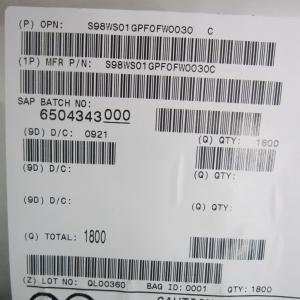 (P) OPN: S98WS01GPF0FW0030 C
(1P) MFR P/N: S98WS01GPF0FW0030C
SAP BATCH NO:
6504343000
(9D) D/C: 0921 (Q) QTY: 1800
(9D) D/C: (Q) QTY:
(9D) D/C: (Q) QTY:
(Q) TOTAL: 1800
(Z) LOT NO: QL00360 BAG ID:0001 QTY:1800